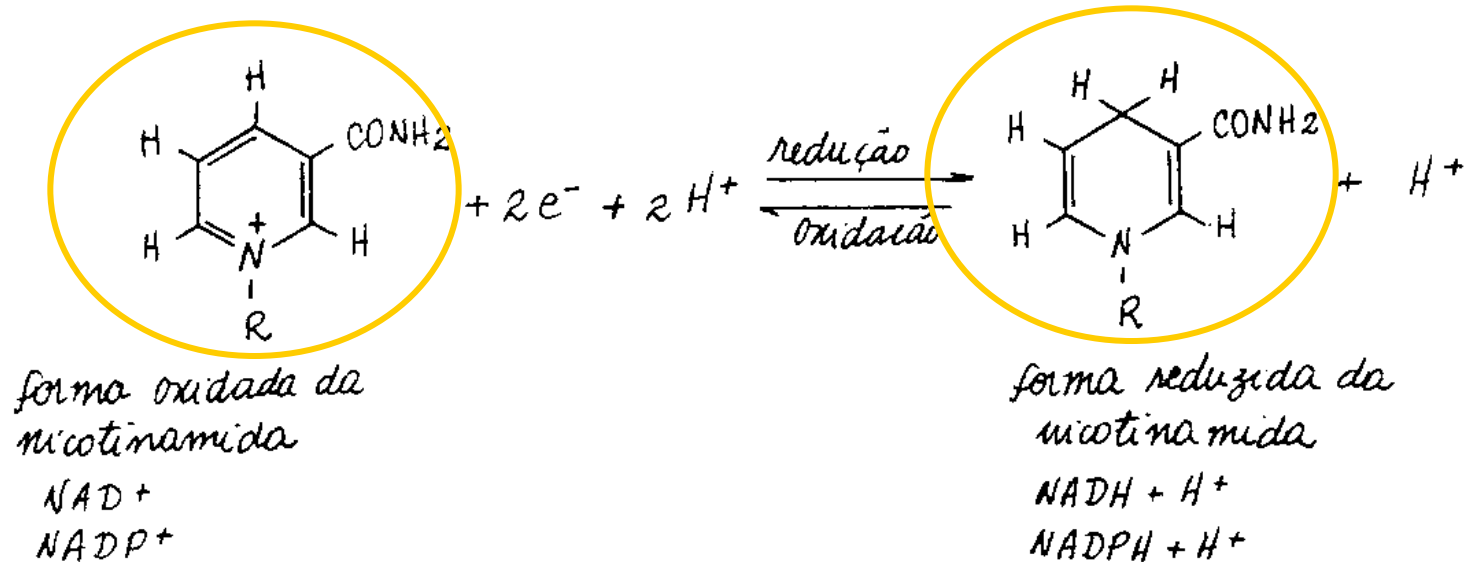 H
H
CONH2
H
N
+
H
R
+ 2e⁻ + 2 H⁺
redução
oxidação
H
H
H
CONH2
H
N
H
R
+ H⁺
forma oxidada da
nicotinamida
NAD+
NADP+
forma reduzida da
nicotinamida
NADH + H+
NADPH + H+